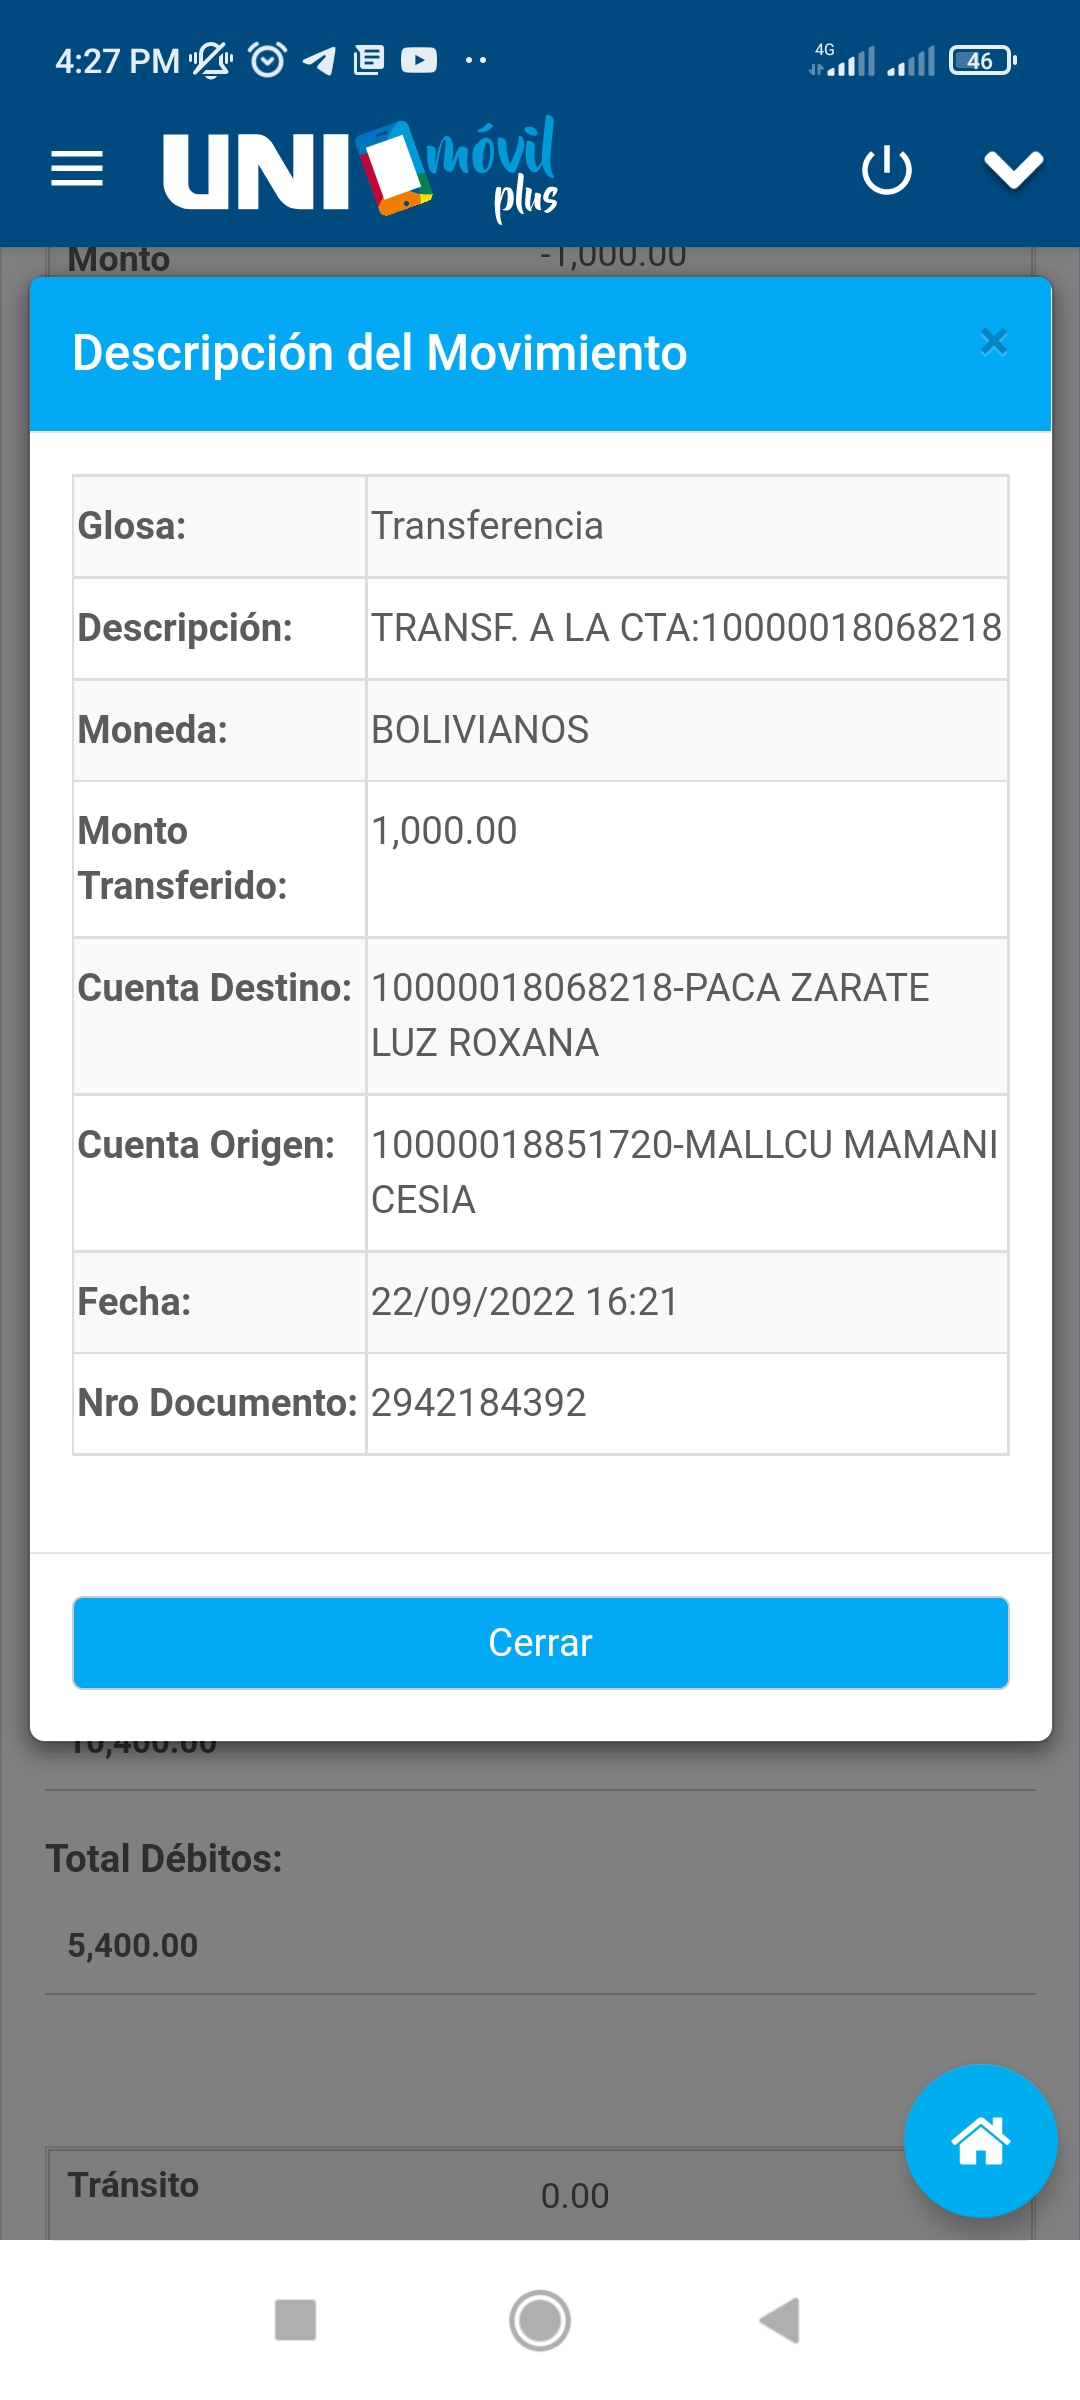 4:27 PM
4G
46
UNI móvil
plus
Monto -1,000.00
Descripción del Movimiento ×
Glosa: Transferencia
Descripción: TRANSF. A LA CTA:10000018068218
Moneda: BOLIVIANOS
Monto 1,000.00
Transferido:
Cuenta Destino: 10000018068218-PACA ZARATE
LUZ ROXANA
Cuenta Origen: 10000018851720-MALLCU MAMANI
CESIA
Fecha: 22/09/2022 16:21
Nro Documento: 2942184392
Cerrar
10,400.00
Total Débitos:
5,400.00
Tránsito 0.00